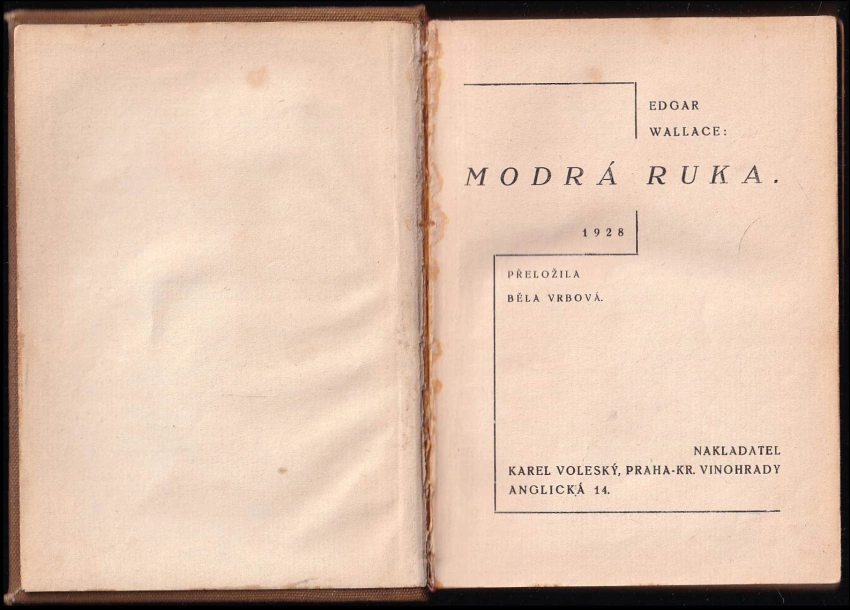 EDGAR
WALLACE:
MODRÁ RUKA.
1928
PŘELOŽILA
BĚLA VRBOVÁ.
NAKLADATEL
KAREL VOLESKÝ, PRAHA-KR. VINOHRADY
ANGLICKÁ 14.